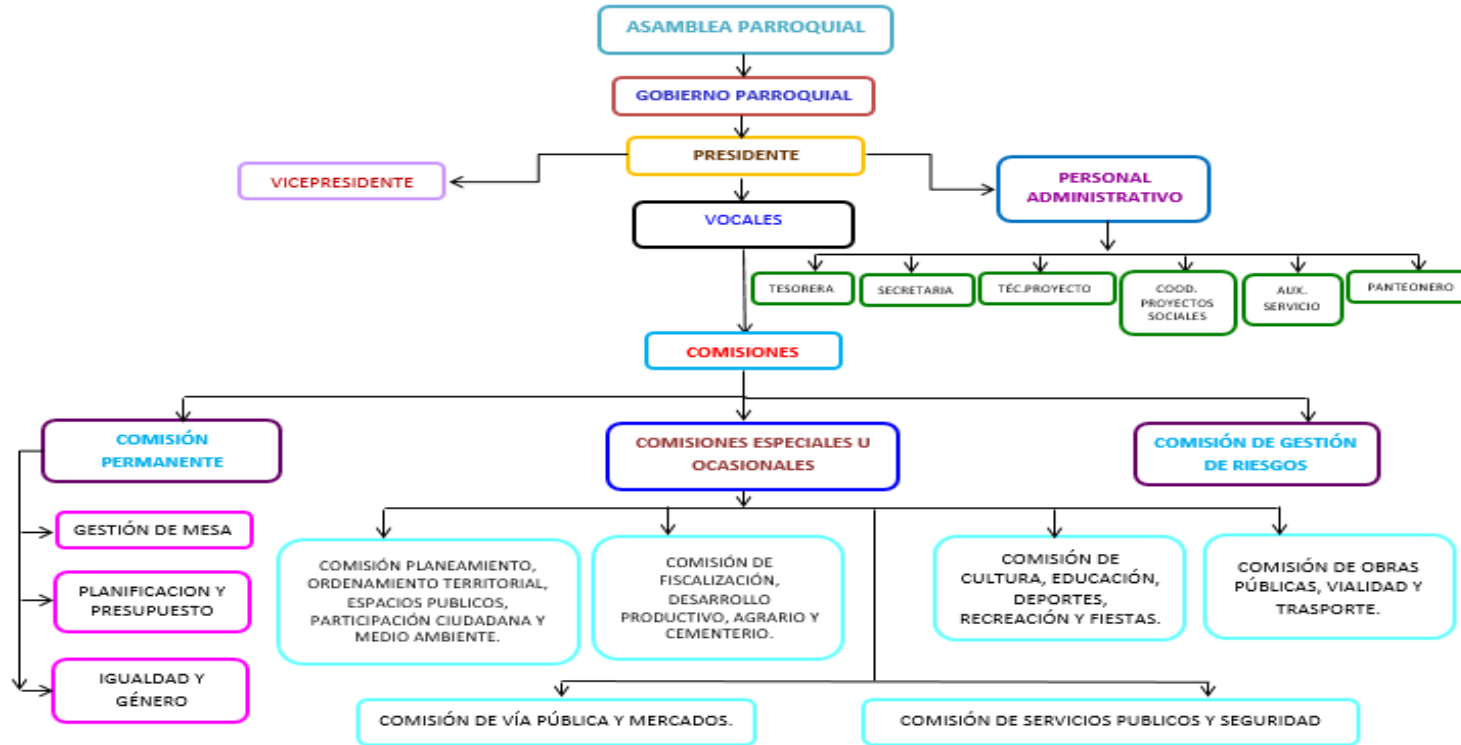 ASAMBLEA PARROQUIAL
GOBIERNO PARROQUIAL
PRESIDENTE
VICEPRESIDENTE
PERSONAL
ADMINISTRATIVO
VOCALES
TESORERA
SECRETARIA
TÉC.PROYECTO
COOD.
PROYECTOS
SOCIALES
AUX.
SERVICIO
PANTEONERO
COMISIONES
COMISIÓN
PERMANENTE
COMISIONES ESPECIALES U
OCASIONALES
COMISIÓN DE GESTIÓN
DE RIESGOS
GESTIÓN DE MESA
PLANIFICACION Y
PRESUPUESTO
IGUALDAD Y
GÉNERO
COMISIÓN PLANEAMIENTO,
ORDENAMIENTO TERRITORIAL,
ESPACIOS PUBLICOS,
PARTICIPACIÓN CIUDADANA Y
MEDIO AMBIENTE.
COMISIÓN DE
FISCALIZACIÓN,
DESARROLLO
PRODUCTIVO, AGRARIO Y
CEMENTERIO.
COMISIÓN DE
CULTURA, EDUCACIÓN,
DEPORTES,
RECREACIÓN Y FIESTAS.
COMISIÓN DE OBRAS
PÚBLICAS, VIALIDAD Y
TRASPORTE.
COMISIÓN DE VÍA PÚBLICA Y MERCADOS.
COMISIÓN DE SERVICIOS PUBLICOS Y SEGURIDAD